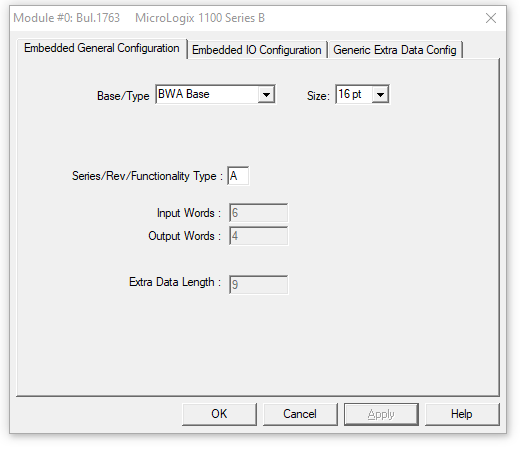 Module #0: Bul.1763 MicroLogix 1100 Series B
Embedded General Configuration Embedded IO Configuration Generic Extra Data Config
Base/Type BWA Base Size: 16 pt
Series/Rev/Functionality Type : A
Input Words : 6
Output Words : 4
Extra Data Length : 9
OK Cancel Apply Help